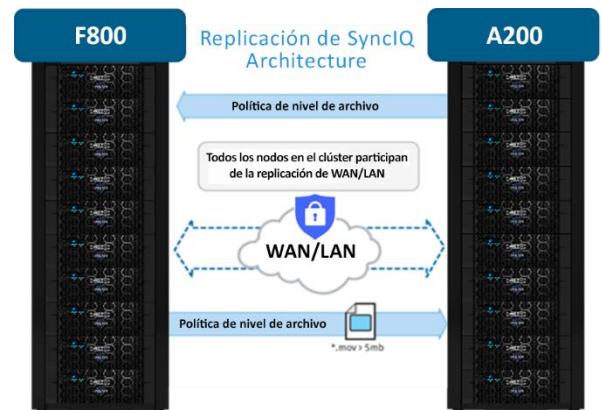 F800
Replicación de SyncIQ
Architecture
A200
Política de nivel de archivo
Todos los nodos en el clúster participan
de la replicación de WAN/LAN
WAN/LAN
Política de nivel de archivo
*.mov > 5mb